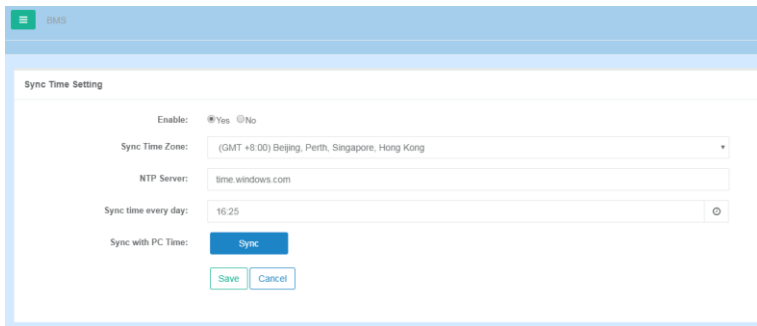 BMS
Sync Time Setting
Enable: Yes No
Sync Time Zone: (GMT +8:00) Beijing, Perth, Singapore, Hong Kong
NTP Server: time.windows.com
Sync time every day: 16:25
Sync with PC Time: Sync
Save Cancel